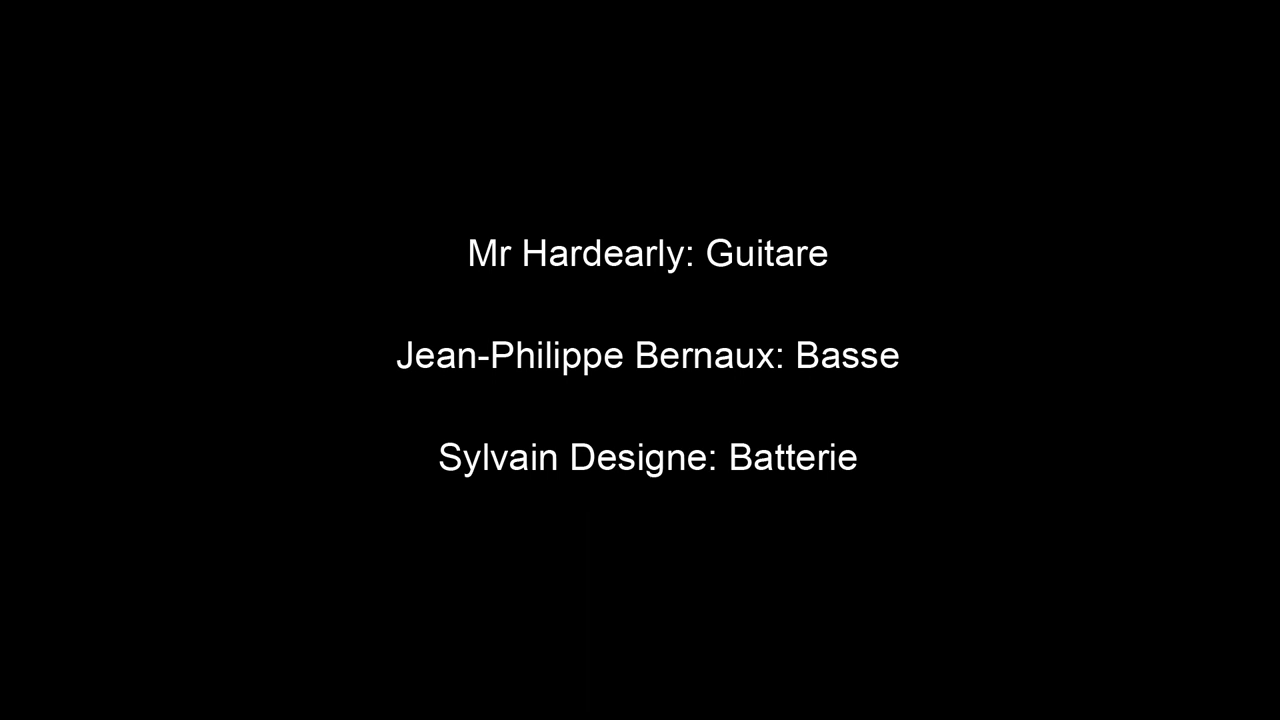 Mr Hardearly: Guitare
Jean-Philippe Bernaux: Basse
Sylvain Designe: Batterie